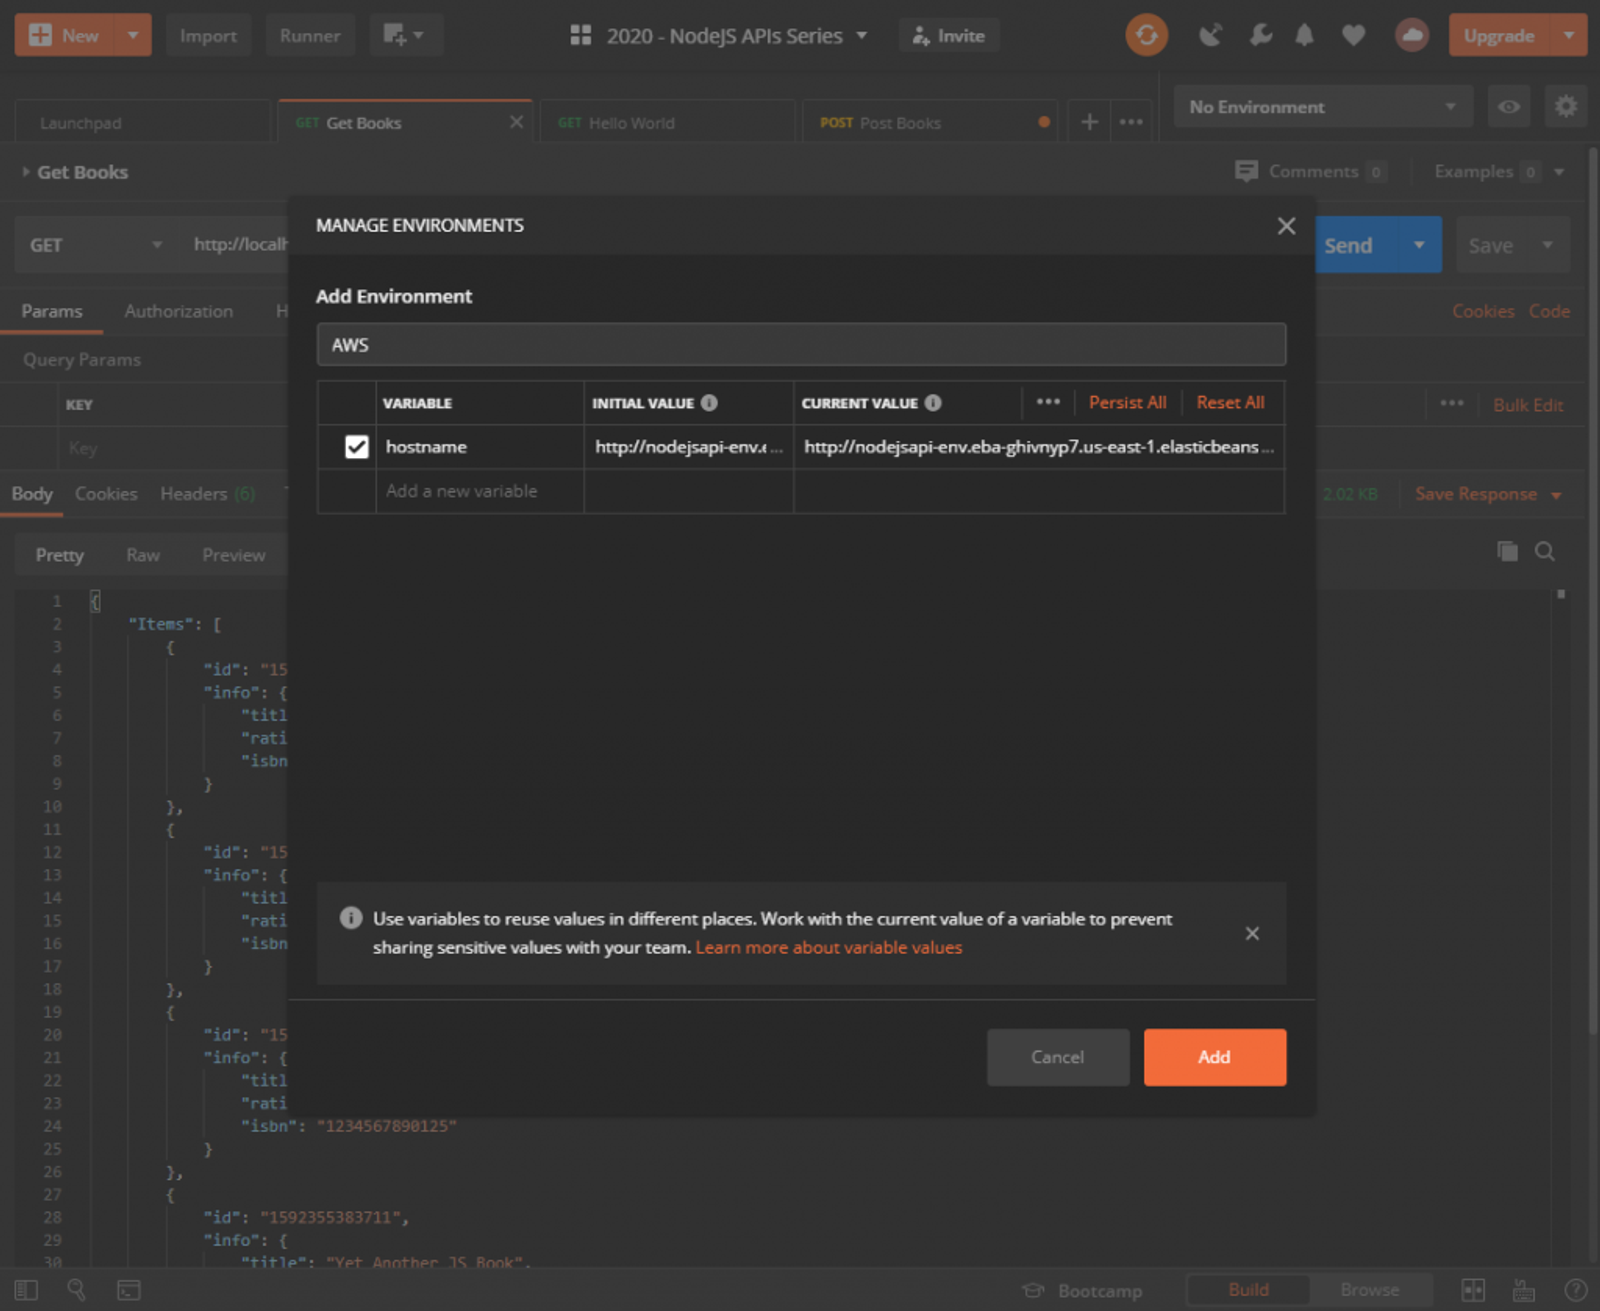 New
Import
Runner
2020 - NodeJS APIs Series
Invite
Upgrade
Launchpad
GET Get Books
GET Hello World
POST Post Books
No Environment
Get Books
Comments 0
Examples 0
MANAGE ENVIRONMENTS
GET
http://localh
Send
Save
Add Environment
Params
Authorization
H
Cookies
Code
AWS
Query Params
KEY
Bulk Edit
VARIABLE
INITIAL VALUE
CURRENT VALUE
Persist All
Reset All
Key
hostname
http://nodejsapi-env.e...
http://nodejsapi-env.eba-ghivnyp7.us-east-1.elasticbeans...
Add a new variable
Body
Cookies
Headers (6)
2.02 KB
Save Response
Pretty
Raw
Preview
1 {
2 "Items": [
3 {
4 "id": "15
5 "info": {
6 "titl
7 "rati
8 "isbn
9 }
10 },
11 {
12 "id": "15
13 "info": {
14 "titl
15 "rati
16 "isbn
17 }
18 },
19 {
20 "id": "15
21 "info": {
22 "titl
23 "rati
24 "isbn": "1234567890125"
25 }
26 },
27 {
28 "id": "1592355383711",
29 "info": {
30 "title": "Yet Another JS Book",
Use variables to reuse values in different places. Work with the current value of a variable to prevent
sharing sensitive values with your team. Learn more about variable values
Cancel
Add
Bootcamp
Build
Browse